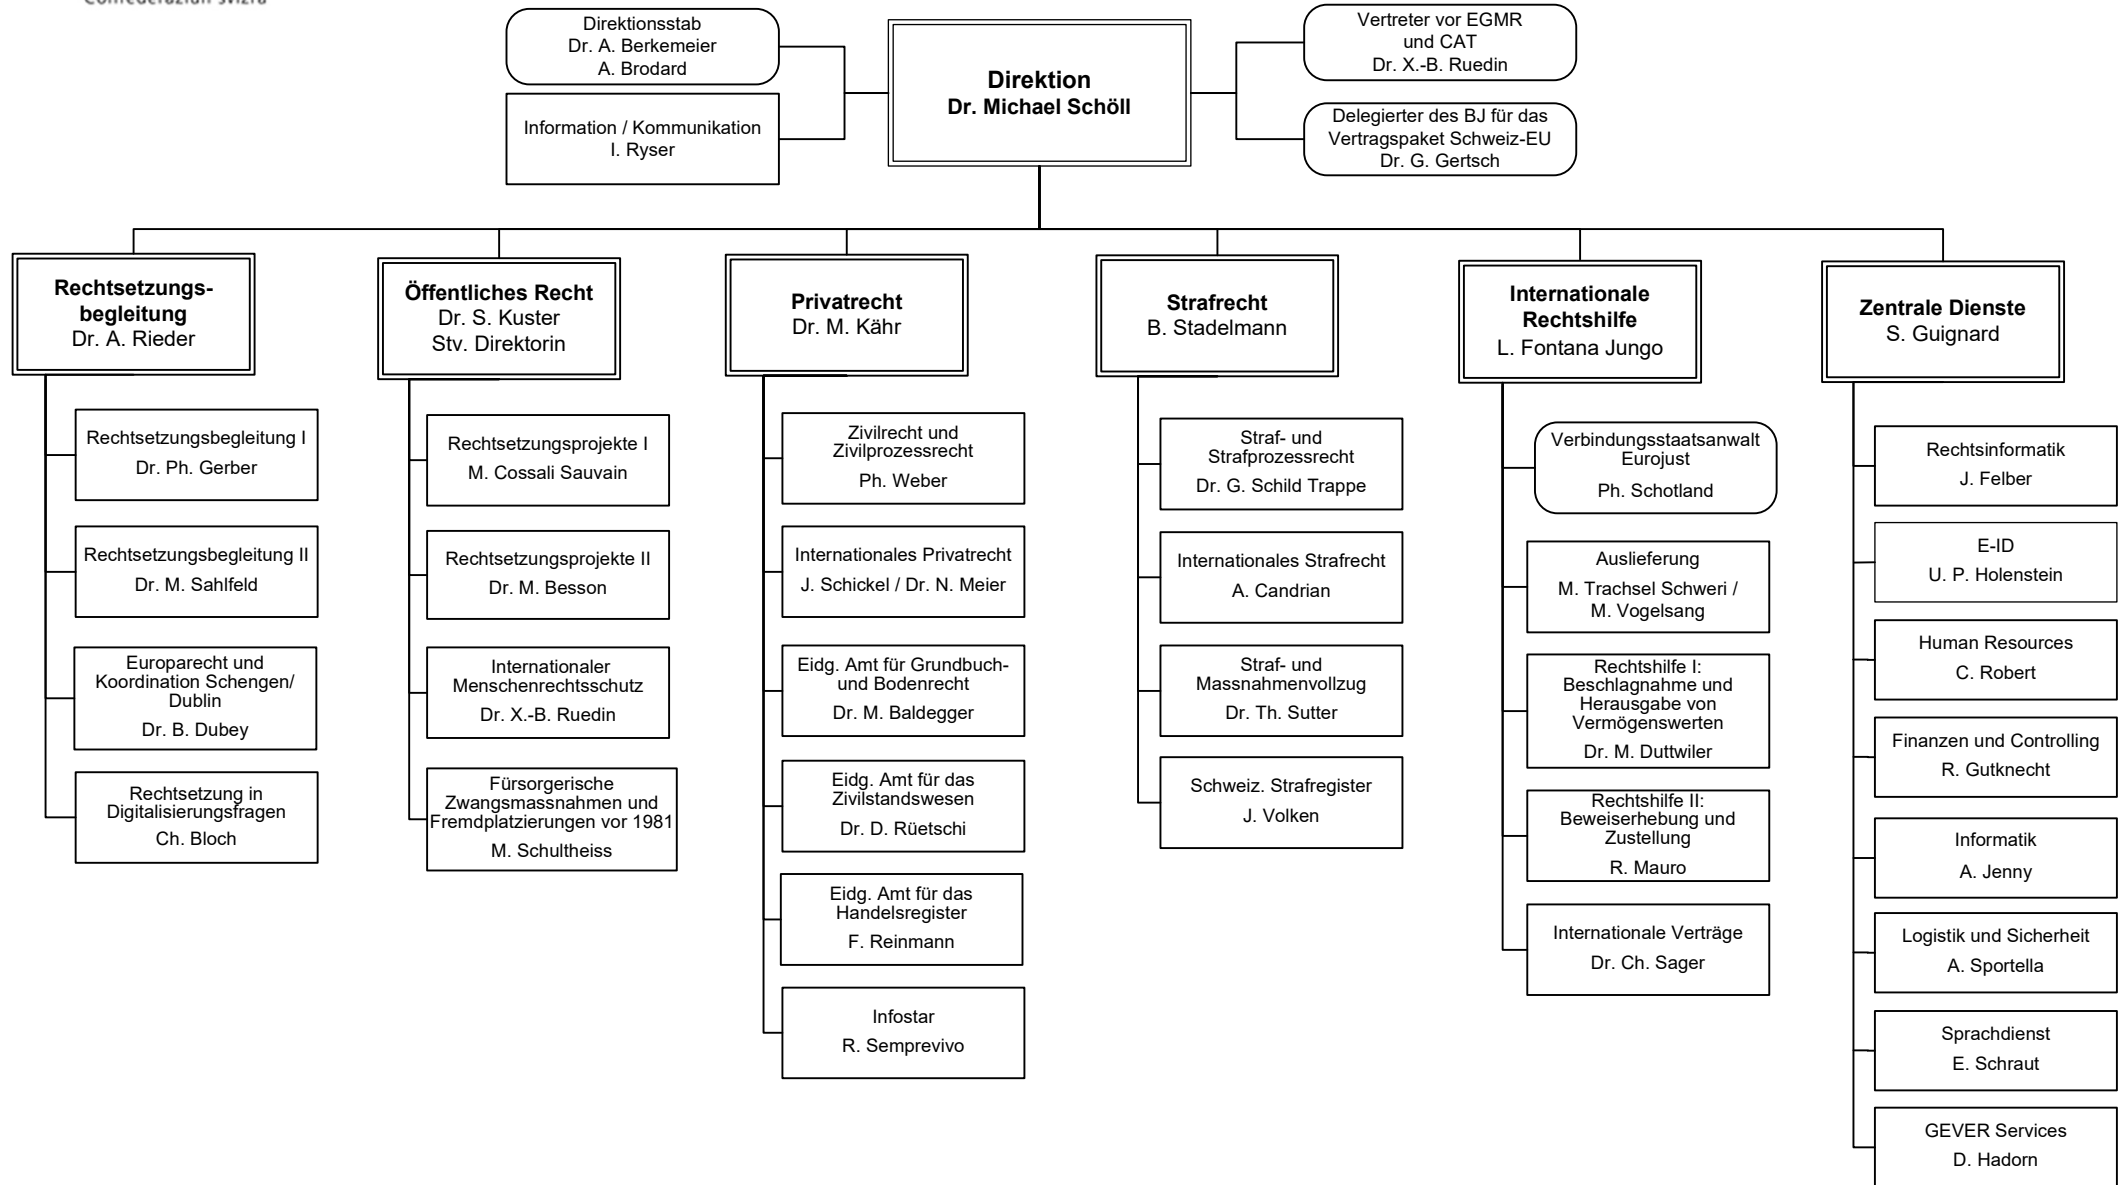 Confederaziun svizra
Direktionsstab
Dr. A. Berkemeier
A. Brodard
Information / Kommunikation
I. Ryser
Direktion
Dr. Michael Schöll
Vertreter vor EGMR
und CAT
Dr. X.-B. Ruedin
Delegierter des BJ für das
Vertragspaket Schweiz-EU
Dr. G. Gertsch
Rechtsetzungs-
begleitung
Dr. A. Rieder
Rechtsetzungsbegleitung I
Dr. Ph. Gerber
Rechtsetzungsbegleitung II
Dr. M. Sahlfeld
Europarecht und
Koordination Schengen/
Dublin
Dr. B. Dubey
Rechtsetzung in
Digitalisierungsfragen
Ch. Bloch
Öffentliches Recht
Dr. S. Kuster
Stv. Direktorin
Rechtsetzungsprojekte I
M. Cossali Sauvain
Rechtsetzungsprojekte II
Dr. M. Besson
Internationaler
Menschenrechtsschutz
Dr. X.-B. Ruedin
Fürsorgerische
Zwangsmassnahmen und
Fremdplatzierungen vor 1981
M. Schultheiss
Privatrecht
Dr. M. Kähr
Zivilrecht und
Zivilprozessrecht
Ph. Weber
Internationales Privatrecht
J. Schickel / Dr. N. Meier
Eidg. Amt für Grundbuch-
und Bodenrecht
Dr. M. Baldegger
Eidg. Amt für das
Zivilstandswesen
Dr. D. Rüetschi
Eidg. Amt für das
Handelsregister
F. Reinmann
Infostar
R. Semprevivo
Strafrecht
B. Stadelmann
Straf- und
Strafprozessrecht
Dr. G. Schild Trappe
Internationales Strafrecht
A. Candrian
Straf- und
Massnahmenvollzug
Dr. Th. Sutter
Schweiz. Strafregister
J. Volken
Internationale
Rechtshilfe
L. Fontana Jungo
Verbindungsstaatsanwalt
Eurojust
Ph. Schotland
Auslieferung
M. Trachsel Schweri /
M. Vogelsang
Rechtshilfe I:
Beschlagnahme und
Herausgabe von
Vermögenswerten
Dr. M. Duttwiler
Rechtshilfe II:
Beweiserhebung und
Zustellung
R. Mauro
Internationale Verträge
Dr. Ch. Sager
Zentrale Dienste
S. Guignard
Rechtsinformatik
J. Felber
E-ID
U. P. Holenstein
Human Resources
C. Robert
Finanzen und Controlling
R. Gutknecht
Informatik
A. Jenny
Logistik und Sicherheit
A. Sportella
Sprachdienst
E. Schraut
GEVER Services
D. Hadorn